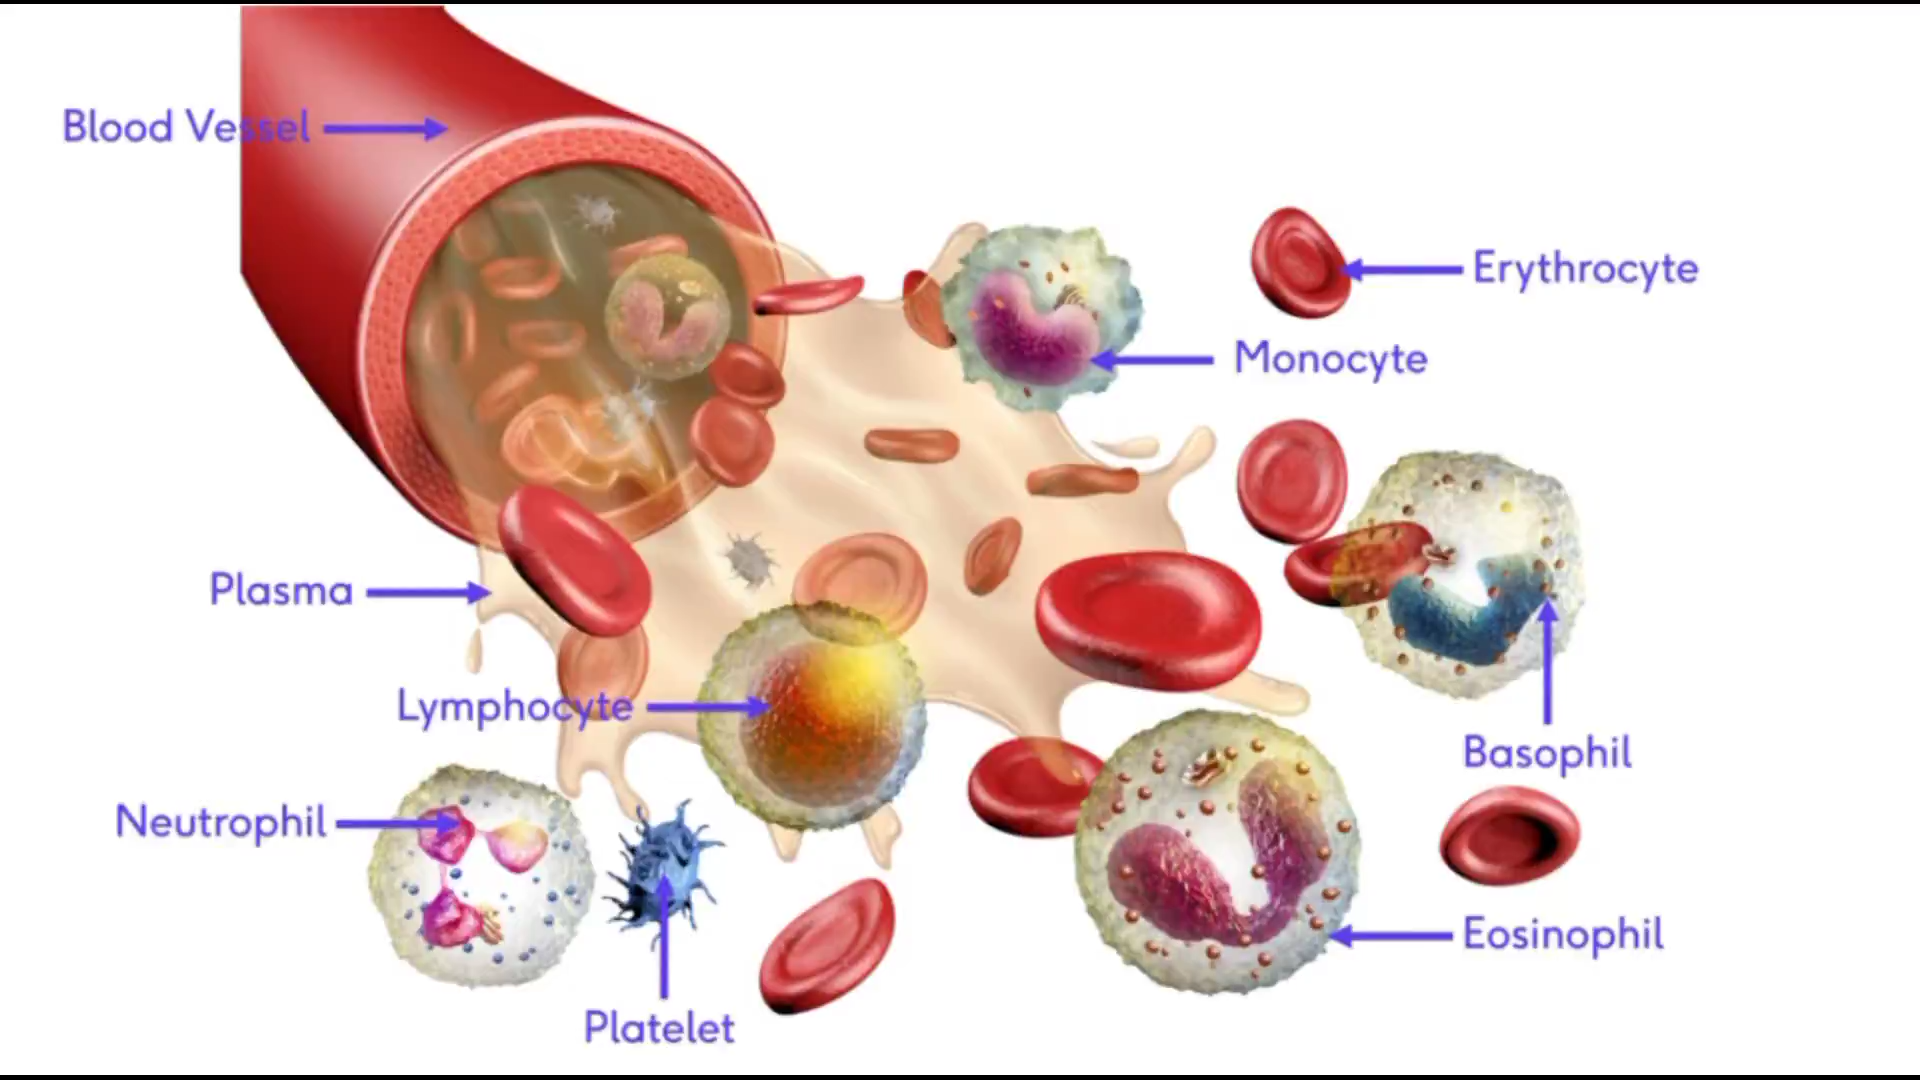 Blood Vessel
Erythrocyte
Monocyte
Plasma
Lymphocyte
Basophil
Neutrophil
Eosinophil
Platelet